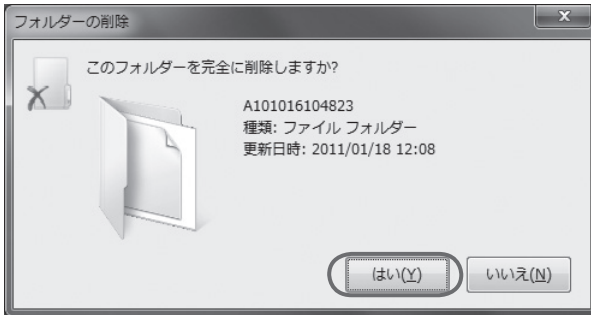 フォルダーの削除
x
このフォルダーを完全に削除しますか?
A101016104823
種類: ファイル フォルダー
更新日時: 2011/01/18 12:08
はい(Y)
いいえ(N)